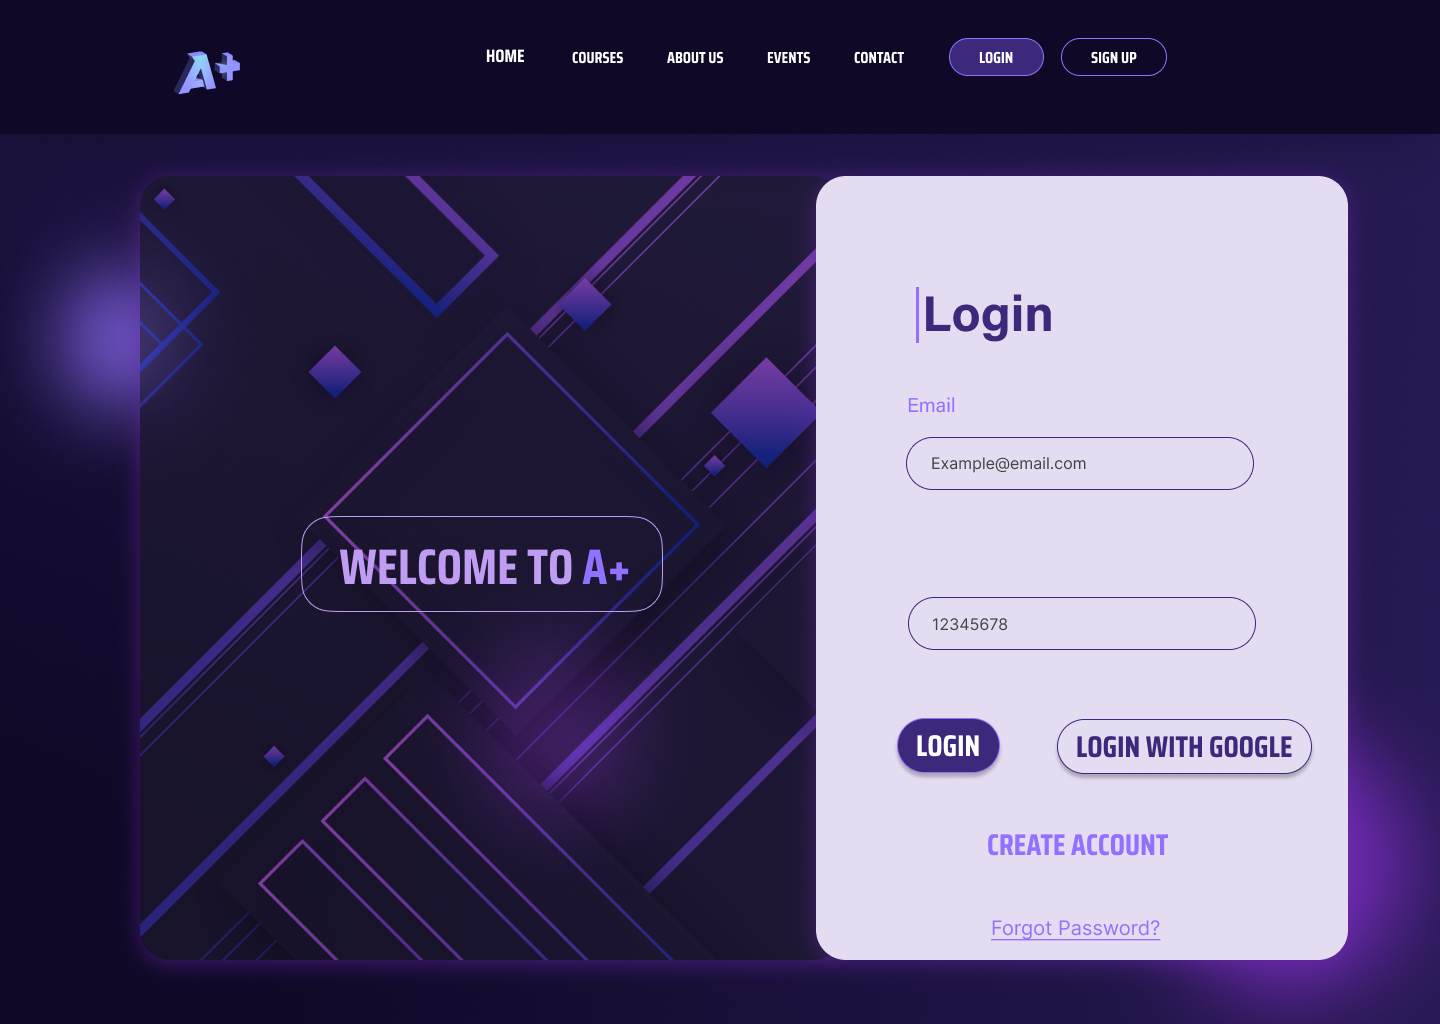 A+
HOME COURSES ABOUT US EVENTS CONTACT LOGIN SIGN UP
WELCOME TO A+
Login
Email
Example@email.com
12345678
LOGIN LOGIN WITH GOOGLE
CREATE ACCOUNT
Forgot Password?